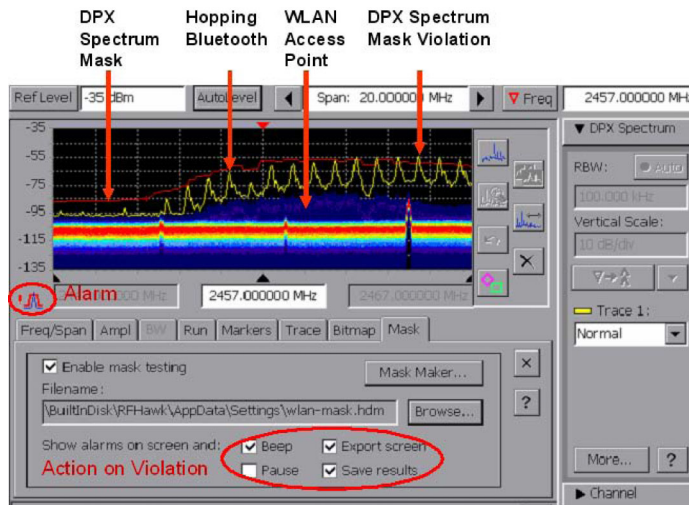 DPX Spectrum Mask
Hopping Bluetooth
WLAN Access Point
DPX Spectrum Mask Violation
Ref Level -35 dBm AutoLevel Span: 20.000000 MHz Freq 2457.000000 MH
-35
-55
-75
-95
-115
-135
Alarm
000 MHz 2457.000000 MHz 2467.000000 MHz
Freq/Span Ampl BW Run Markers Trace Bitmap Mask
Enable mask testing
Mask Maker...
Filename:
\BuiltInDisk\RFHawk\AppData\Settings\wlan-mask.hdm Browse...
Show alarms on screen and: Beep Export screen
Action on Violation Pause Save results
×
?
DPX Spectrum
RBW: Auto
100.000 kHz
Vertical Scale:
10 dB/div
Trace 1:
Normal
More... ?
Channel